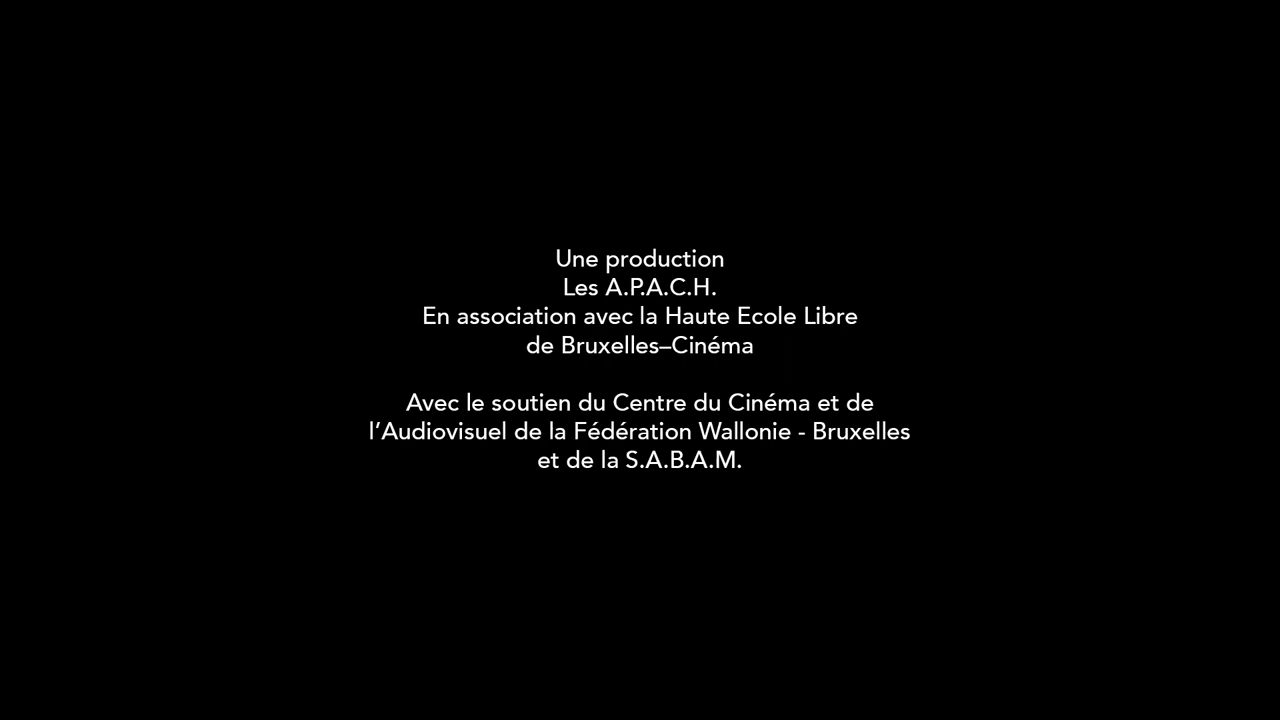 Une production
Les A.P.A.C.H.
En association avec la Haute Ecole Libre
de Bruxelles–Cinéma
Avec le soutien du Centre du Cinéma et de
l’Audiovisuel de la Fédération Wallonie - Bruxelles
et de la S.A.B.A.M.